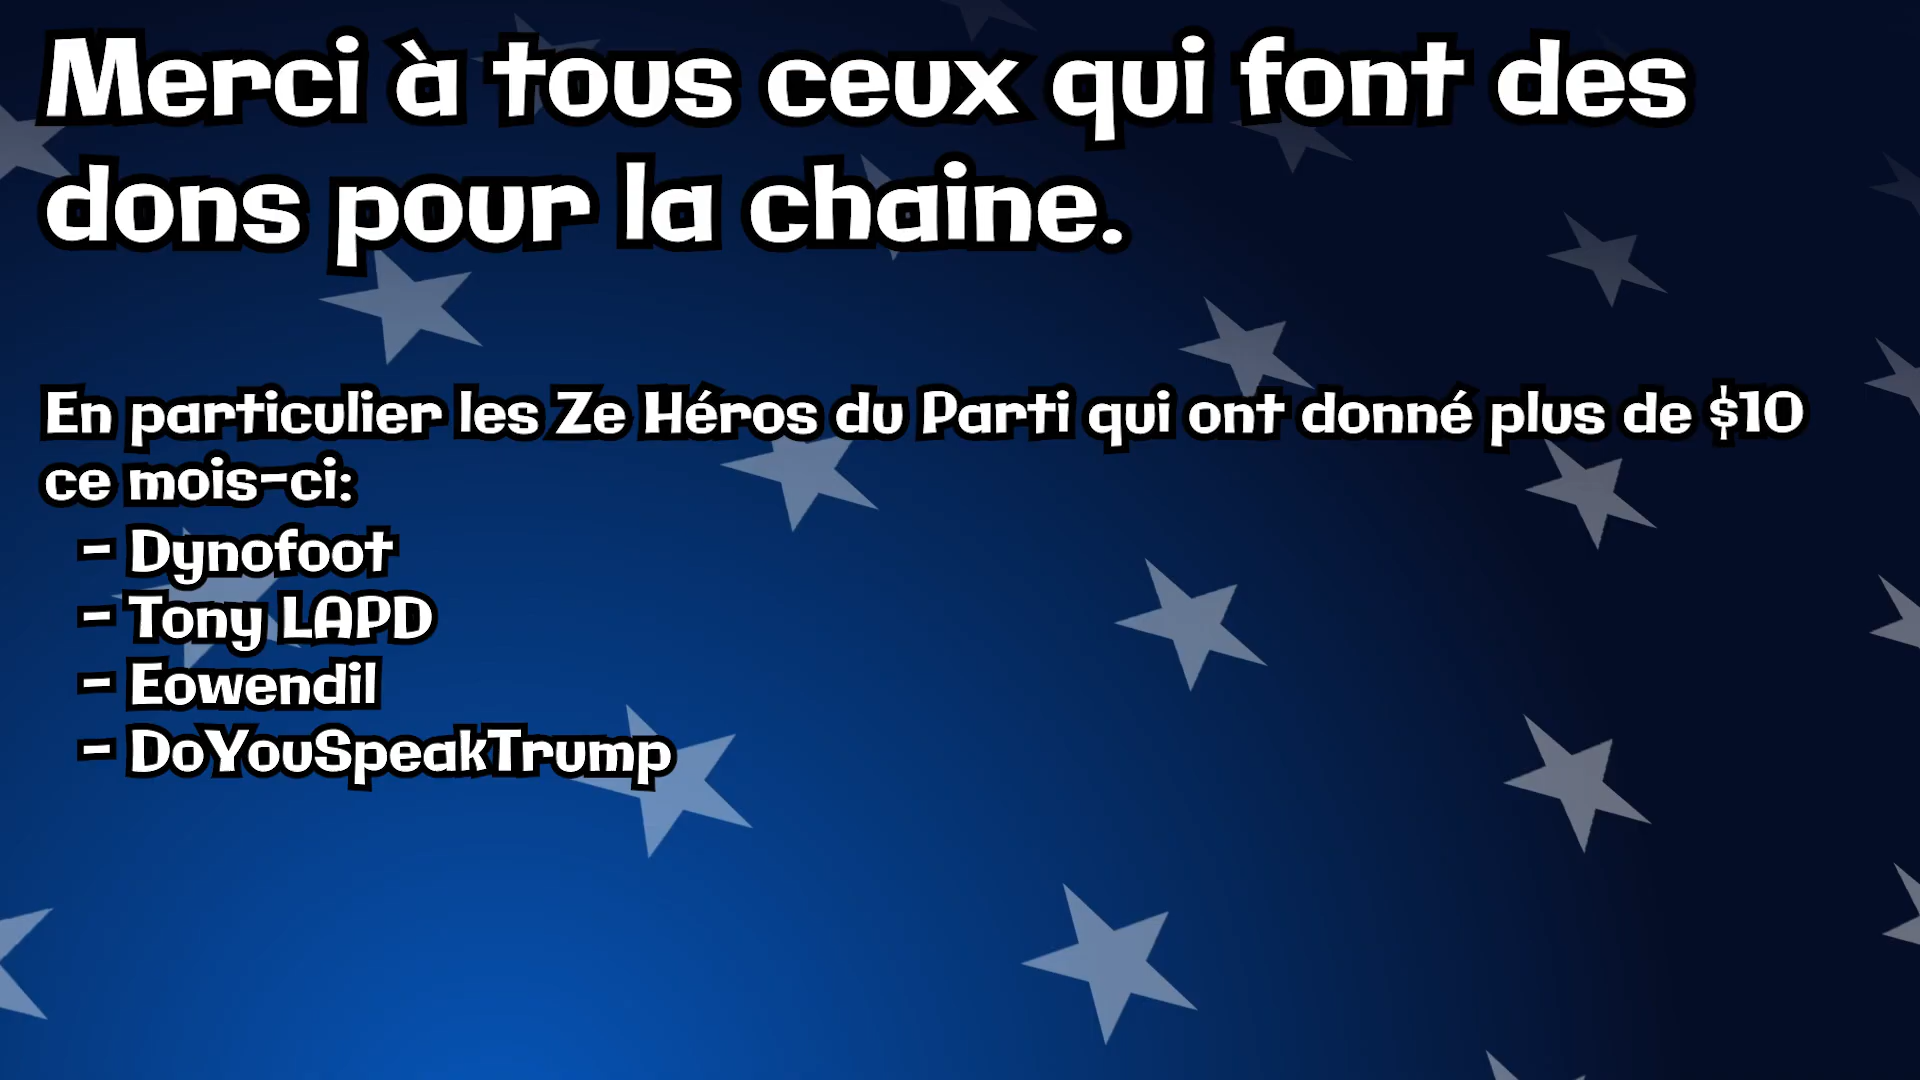 Merci à tous ceux qui font des
dons pour la chaine.
En particulier les Ze Héros du Parti qui ont donné plus de $10
ce mois-ci:
- Dynofoot
- Tony LAPD
- Eowendil
- DoYouSpeakTrump